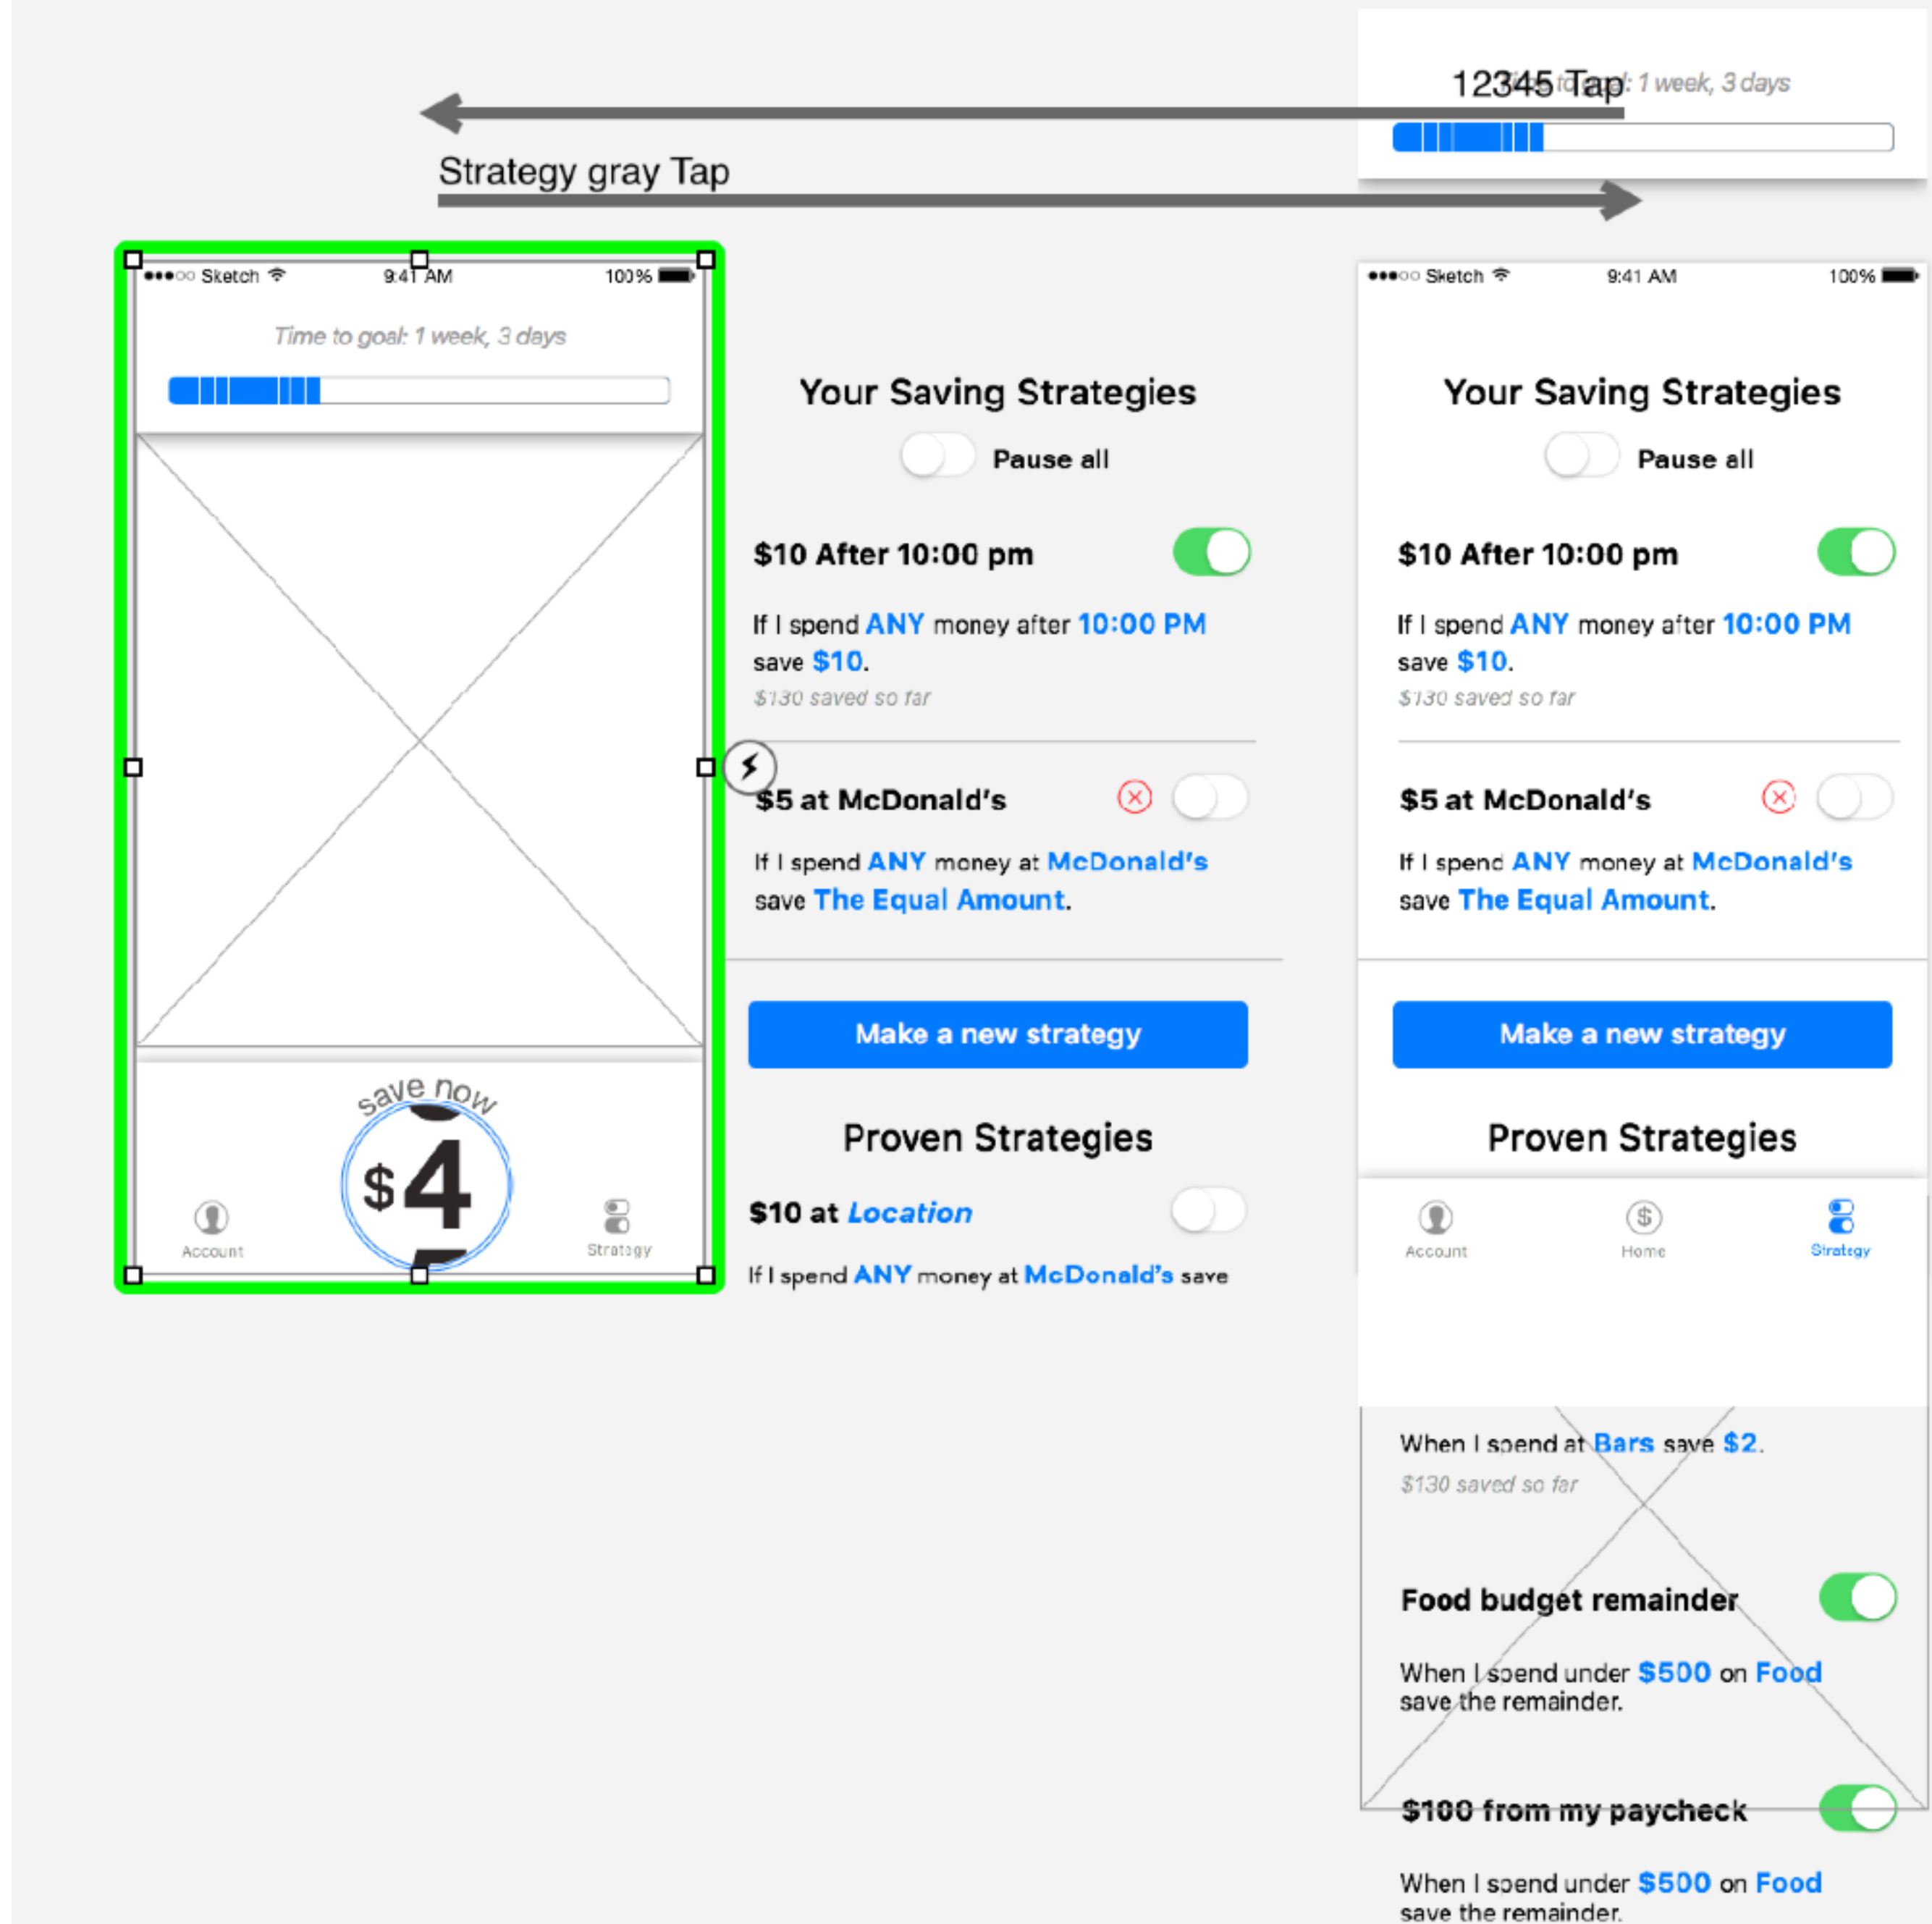 12345 Tap
Time to goal: 1 week, 3 days
Strategy gray Tap
Sketch 9:41 AM 100%
Time to goal: 1 week, 3 days
save now
$4
Account
Strategy
Your Saving Strategies
Pause all
$10 After 10:00 pm
If I spend ANY money after 10:00 PM
save $10.
$130 saved so far
$5 at McDonald's
If I spend ANY money at McDonald's
save The Equal Amount.
Make a new strategy
Proven Strategies
$10 at Location
If I spend ANY money at McDonald's save
Sketch 9:41 AM 100%
Your Saving Strategies
Pause all
$10 After 10:00 pm
If I spend ANY money after 10:00 PM
save $10.
$130 saved so far
$5 at McDonald's
If I spend ANY money at McDonald's
save The Equal Amount.
Make a new strategy
Proven Strategies
$
Account
Home
Strategy
When I spend at Bars save $2.
$130 saved so far
Food budget remainder
When I spend under $500 on Food
save the remainder.
$100 from my paycheck
When I spend under $500 on Food
save the remainder.